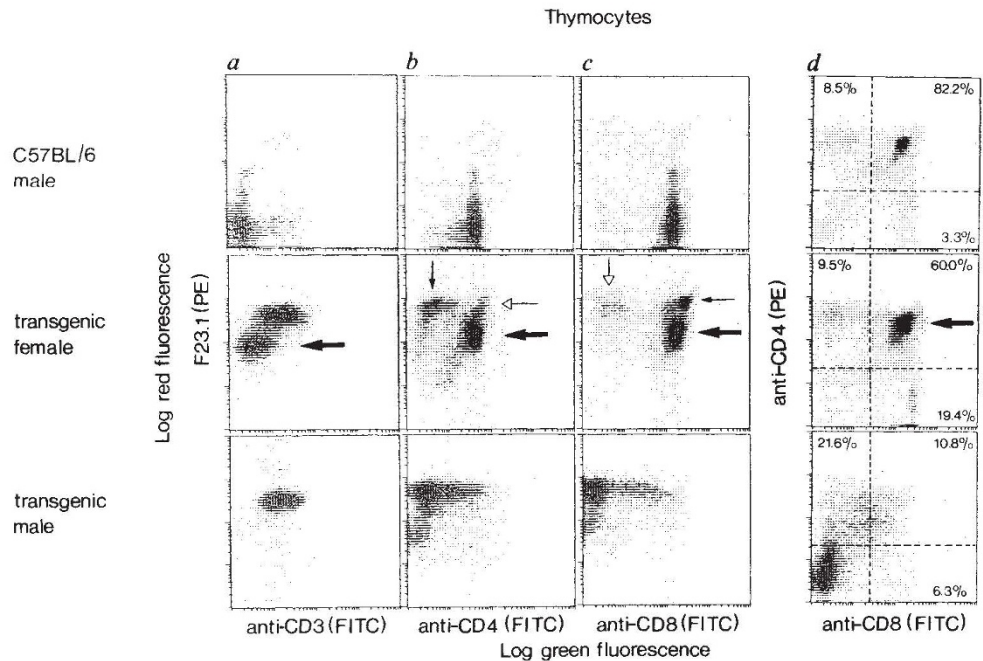 Thymocytes
a b c d
C57BL/6
male
8.5% 82.2%
3.3%
transgenic
female
9.5% 60.0%
19.4%
transgenic
male
21.6% 10.8%
6.3%
Log red fluorescence
F23.1 (PE)
anti-CD4 (PE)
anti-CD3 (FITC) anti-CD4 (FITC) anti-CD8 (FITC) anti-CD8 (FITC)
Log green fluorescence